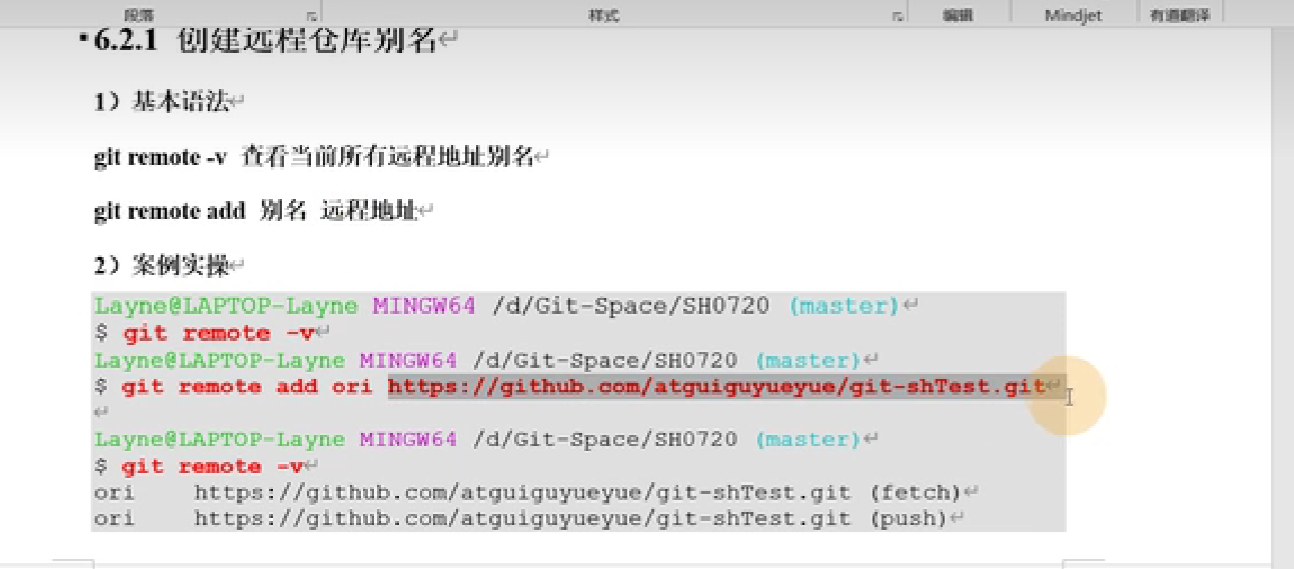 段落 样式 编辑 Mindjet 有道翻译
6.2.1 创建远程仓库别名
1）基本语法
git remote -v 查看当前所有远程地址别名
git remote add 别名 远程地址
2）案例实操
Layne@LAPTOP-Layne MINGW64 /d/Git-Space/SH0720 (master)
$ git remote -v
Layne@LAPTOP-Layne MINGW64 /d/Git-Space/SH0720 (master)
$ git remote add ori https://github.com/atguiguyueyue/git-shTest.git
Layne@LAPTOP-Layne MINGW64 /d/Git-Space/SH0720 (master)
$ git remote -v
ori https://github.com/atguiguyueyue/git-shTest.git (fetch)
ori https://github.com/atguiguyueyue/git-shTest.git (push)